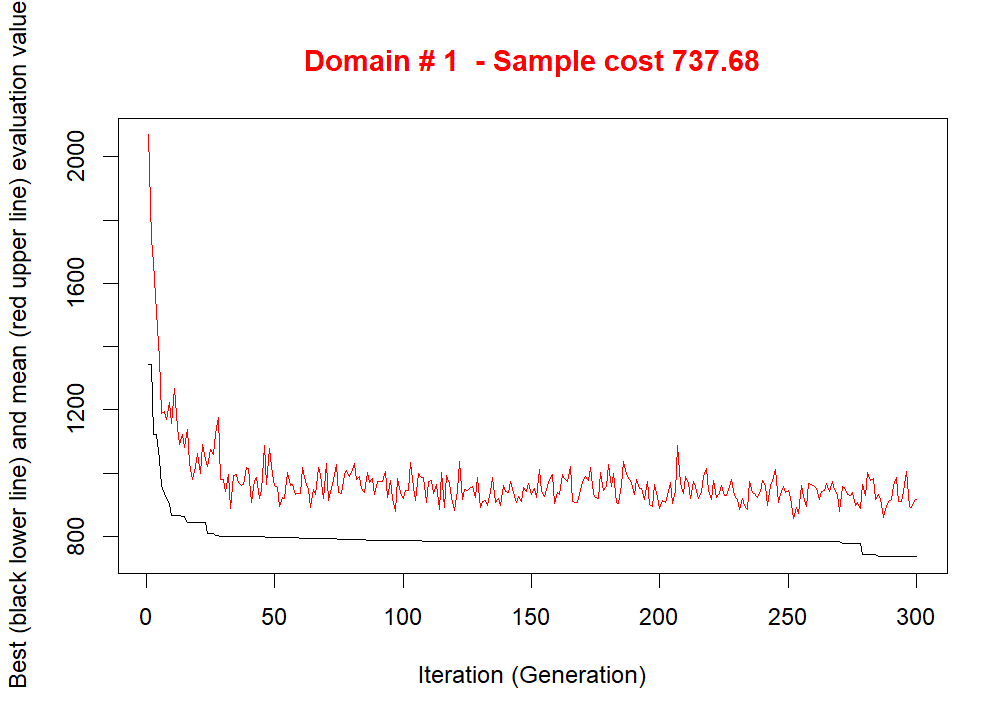 Domain # 1  - Sample cost 737.68
Best (black lower line) and mean (red upper line) evaluation value
2000
1600
1200
800
0 50 100 150 200 250 300
Iteration (Generation)